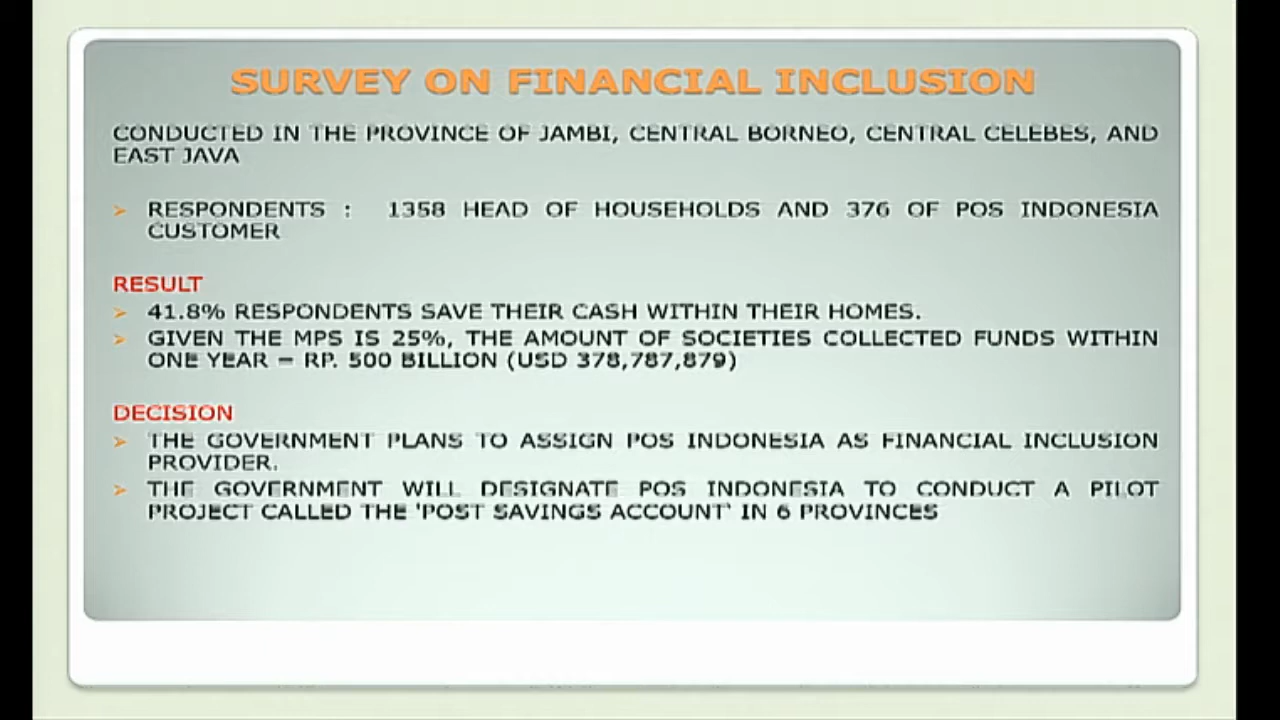 SURVEY ON FINANCIAL INCLUSION
CONDUCTED IN THE PROVINCE OF JAMBI, CENTRAL BORNEO, CENTRAL CELEBES, AND
EAST JAVA
➢ RESPONDENTS : 1358 HEAD OF HOUSEHOLDS AND 376 OF POS INDONESIA
CUSTOMER
RESULT
➢ 41.8% RESPONDENTS SAVE THEIR CASH WITHIN THEIR HOMES.
➢ GIVEN THE MPS IS 25%, THE AMOUNT OF SOCIETIES COLLECTED FUNDS WITHIN
ONE YEAR = RP. 500 BILLION (USD 378,787,879)
DECISION
➢ THE GOVERNMENT PLANS TO ASSIGN POS INDONESIA AS FINANCIAL INCLUSION
PROVIDER.
➢ THE GOVERNMENT WILL DESIGNATE POS INDONESIA TO CONDUCT A PILOT
PROJECT CALLED THE 'POST SAVINGS ACCOUNT' IN 6 PROVINCES